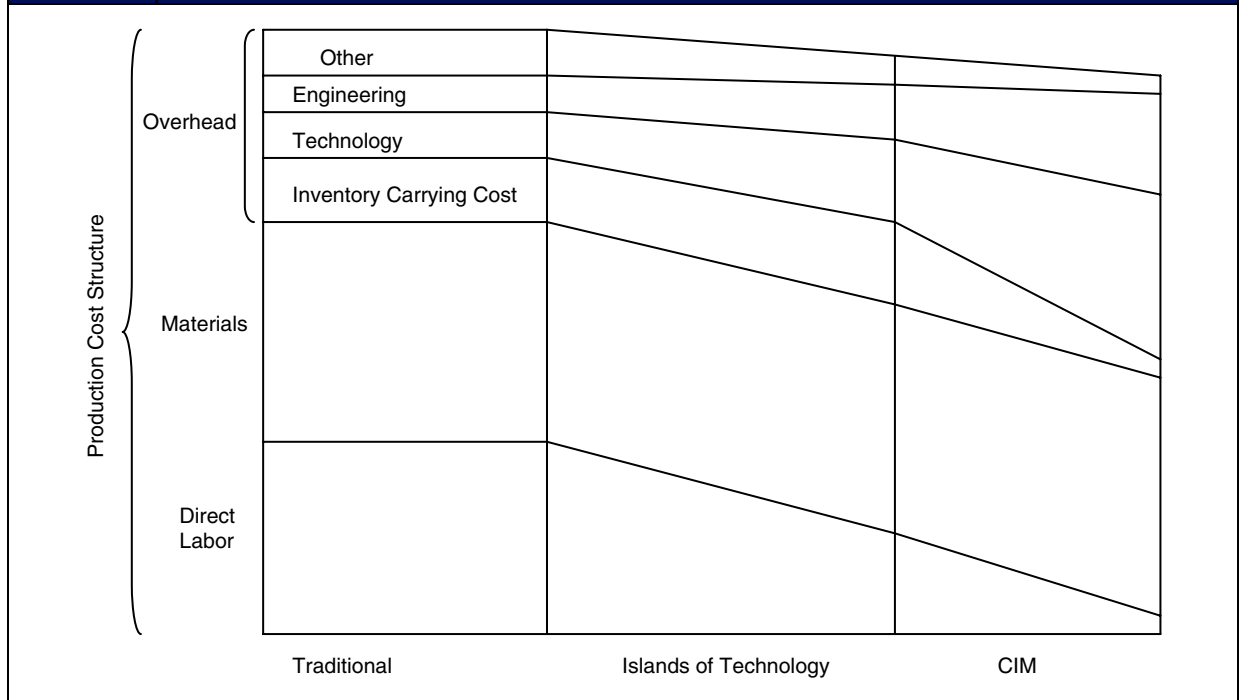 Other
Engineering
Overhead
Technology
Inventory Carrying Cost
Production Cost Structure
Materials
Direct
Labor
Traditional
Islands of Technology
CIM